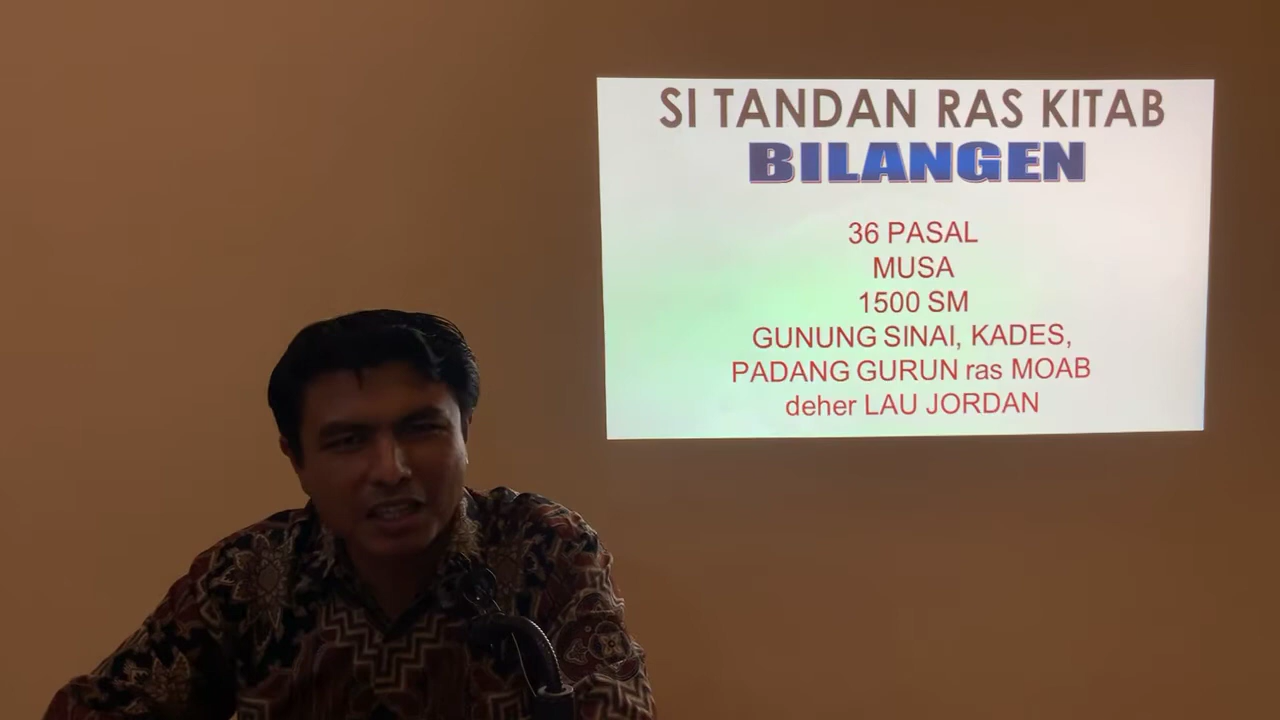 SI TANDAN RAS KITAB
BILANGEN
36 PASAL
MUSA
1500 SM
GUNUNG SINAI, KADES,
PADANG GURUN ras MOAB
deher LAU JORDAN